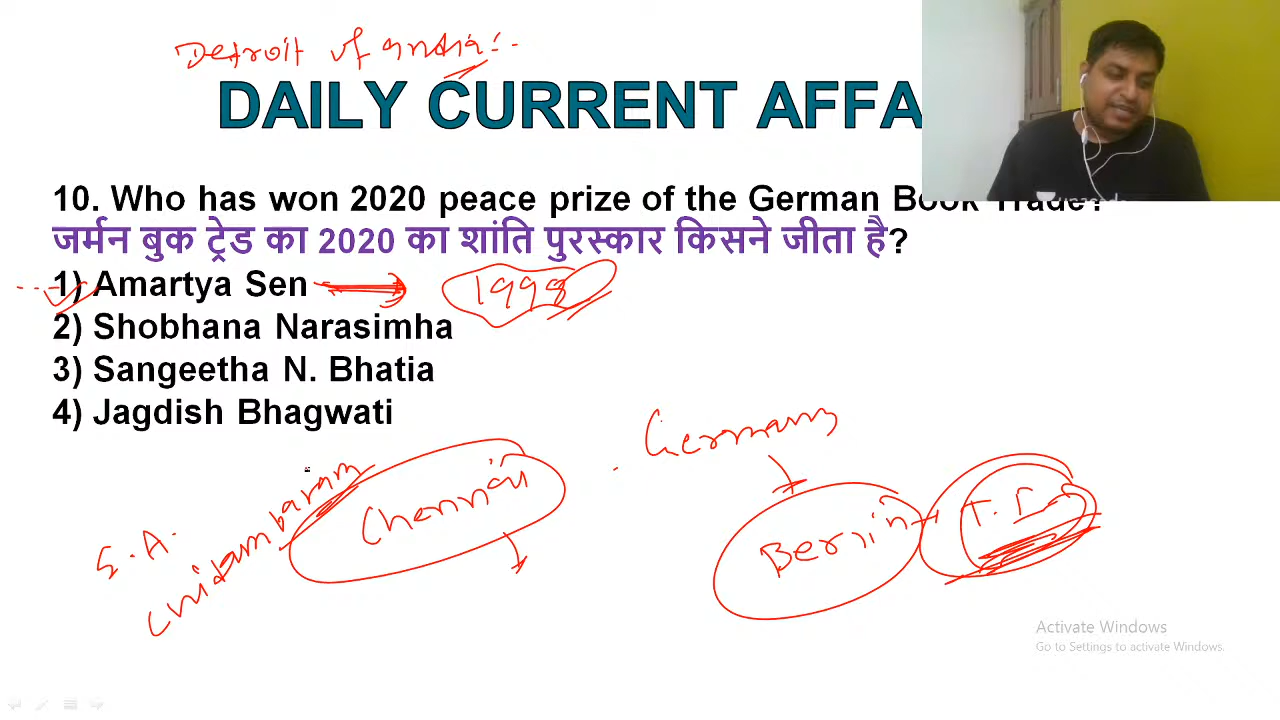 Detroit of India:-
DAILY CURRENT AFFA
10. Who has won 2020 peace prize of the German Book Trade?
जर्मन बुक ट्रेड का 2020 का शांति पुरस्कार किसने जीता है?
1) Amartya Sen
1998
2) Shobhana Narasimha
3) Sangeetha N. Bhatia
4) Jagdish Bhagwati
Germany
Chennai
Berlin
Chidambaram
Activate Windows
Go to Settings to activate Windows.